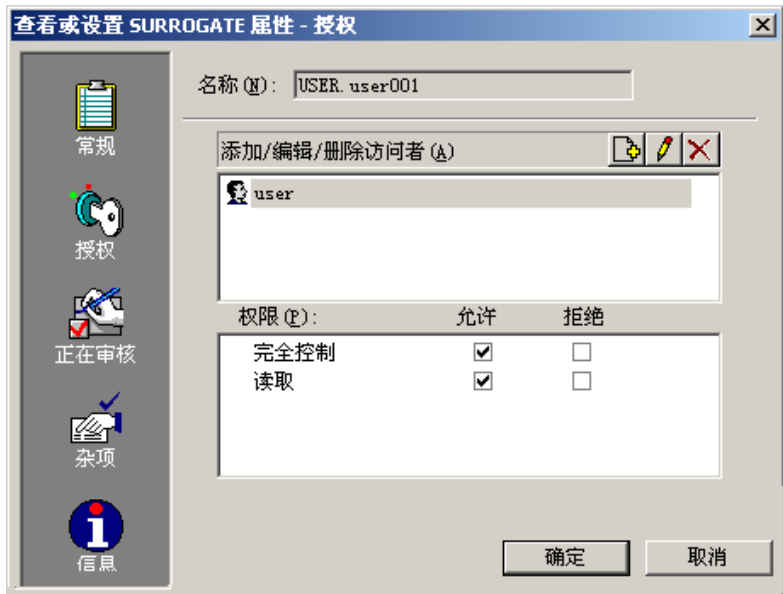 查看或设置 SURROGATE 属性 - 授权
常规
授权
正在审核
杂项
信息
名称(N): USER.user001
添加/编辑/删除访问者(A)
user
权限(P): 允许 拒绝
完全控制
读取
确定 取消